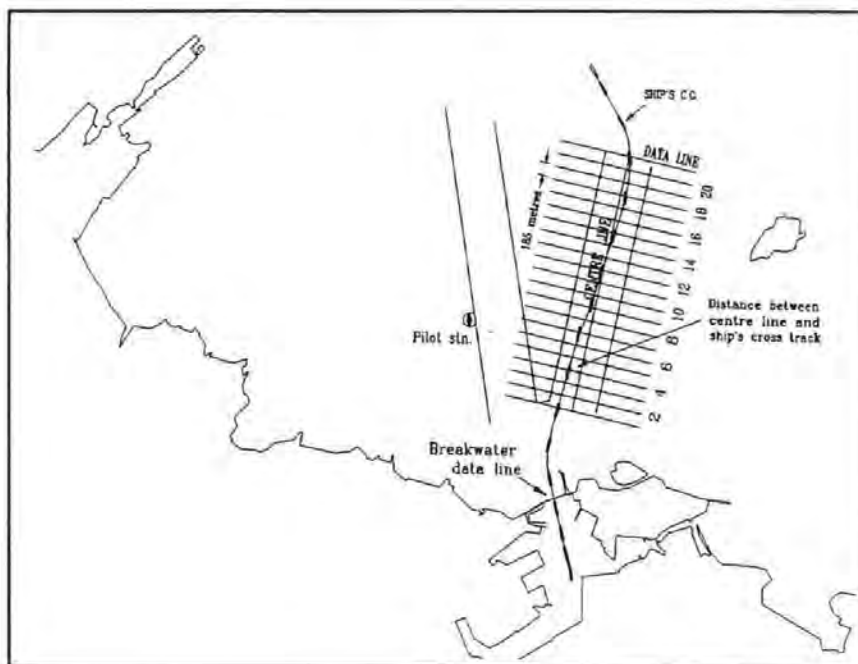 SHIP'S C.G.
DATA LINE
185 metres
CENTRE LINE
20
18
16
14
12
10
8
6
4
2
Distance between
centre line and
ship's cross track
Pilot stn.
Breakwater
data line